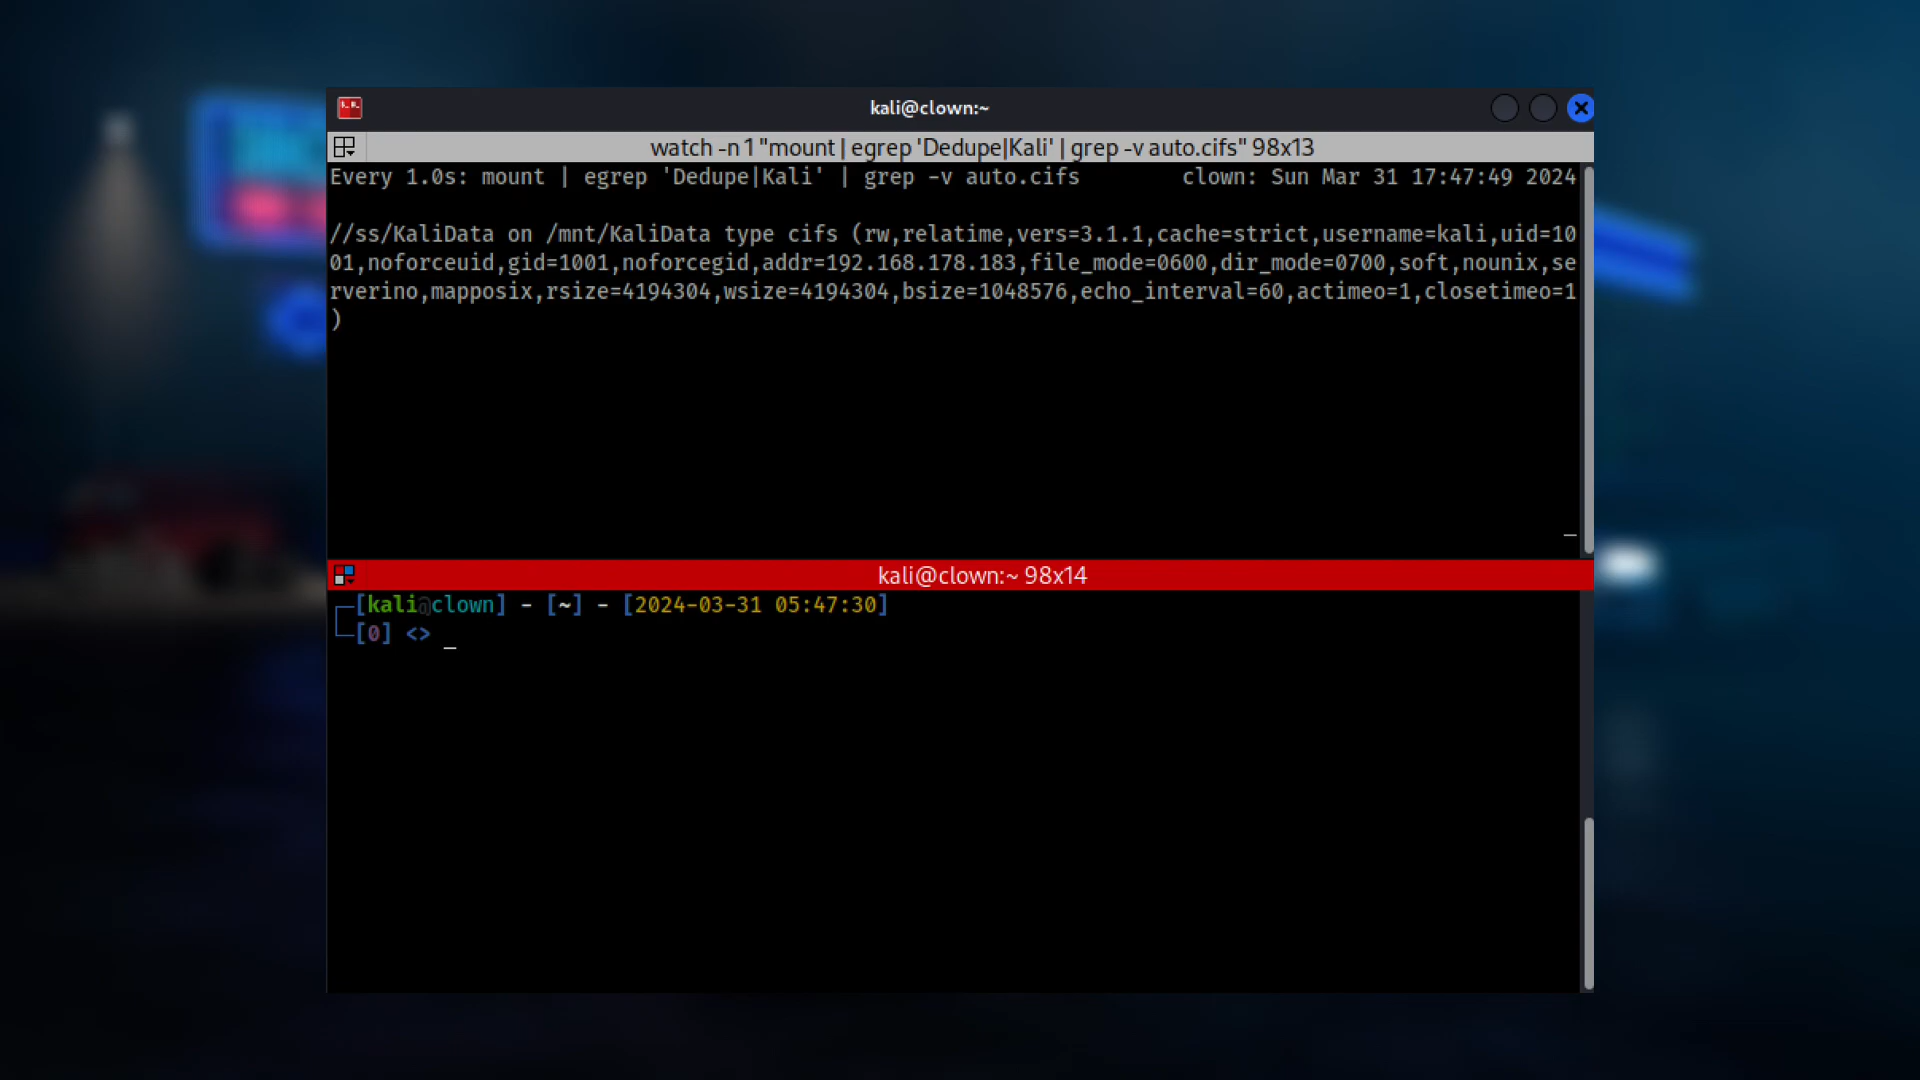 kali@clown:~
watch -n 1 "mount | egrep 'Dedupe|Kali' | grep -v auto.cifs" 98x13
Every 1.0s: mount | egrep 'Dedupe|Kali' | grep -v auto.cifs clown: Sun Mar 31 17:47:49 2024
//ss/KaliData on /mnt/KaliData type cifs (rw,relatime,vers=3.1.1,cache=strict,username=kali,uid=10
01,noforceuid,gid=1001,noforcegid,addr=192.168.178.183,file_mode=0600,dir_mode=0700,soft,nounix,se
rverino,mapposix,rsize=4194304,wsize=4194304,bsize=1048576,echo_interval=60,actimeo=1,closetimeo=1
)
kali@clown:~ 98x14
┌─[kali@clown] - [~] - [2024-03-31 05:47:30]
└─[0] <> _